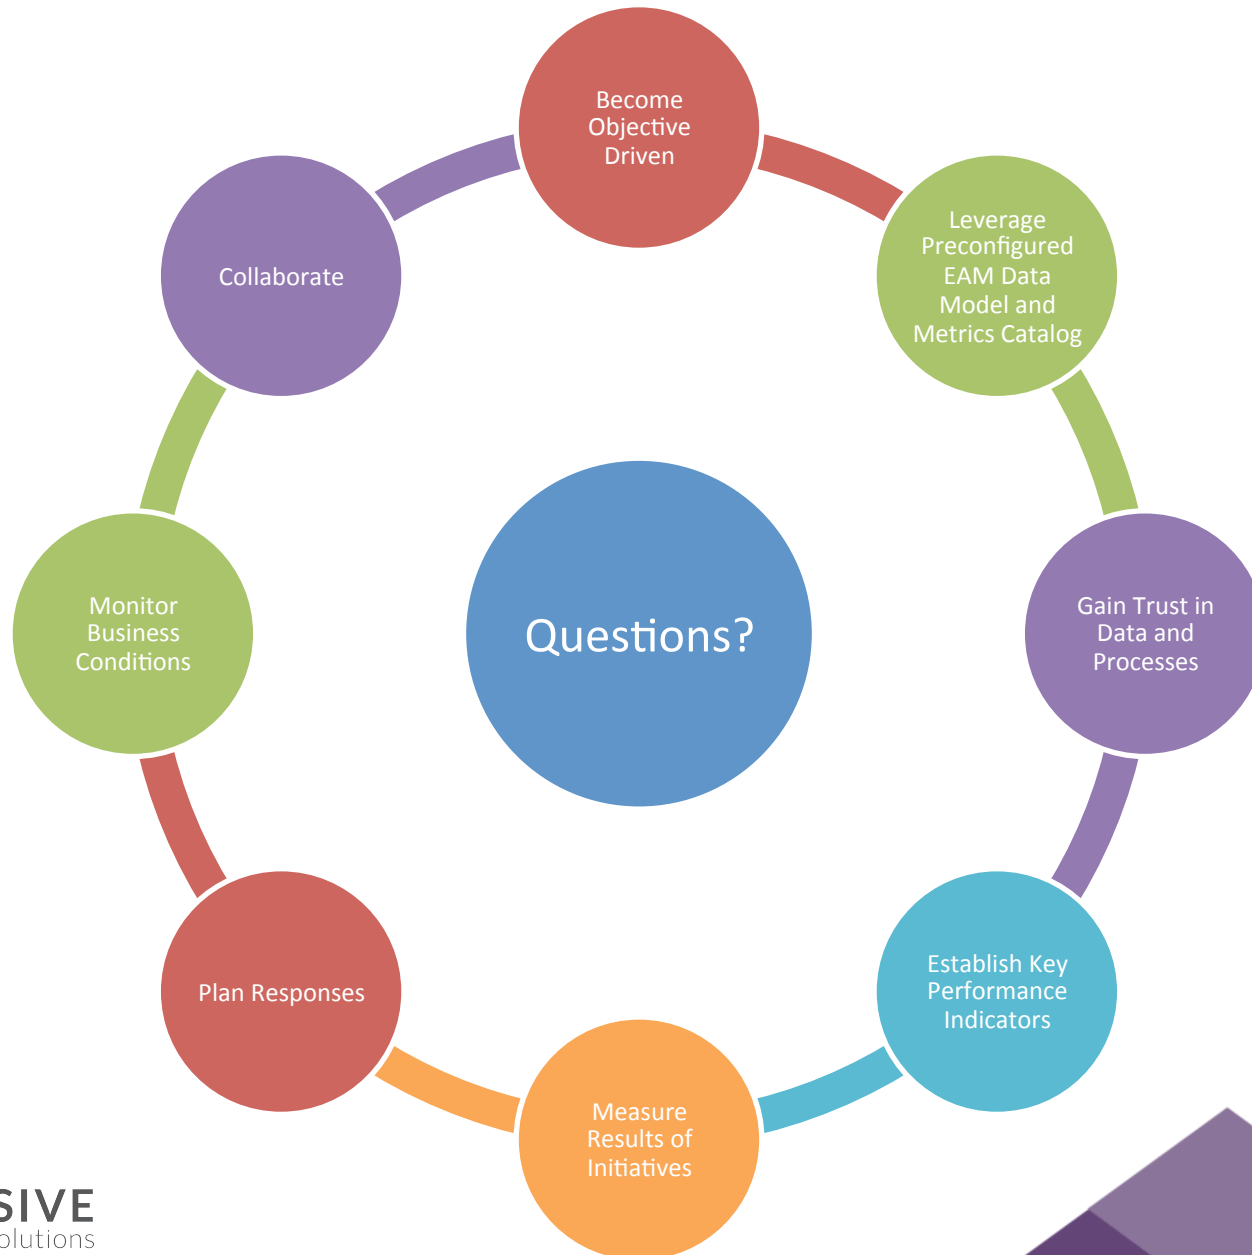 Become
Objective
Driven
Leverage
Preconfigured
EAM Data
Model and
Metrics Catalog
Gain Trust in
Data and
Processes
Establish Key
Performance
Indicators
Measure
Results of
Initiatives
Plan Responses
Monitor
Business
Conditions
Collaborate
Questions?
SIVE
olutions